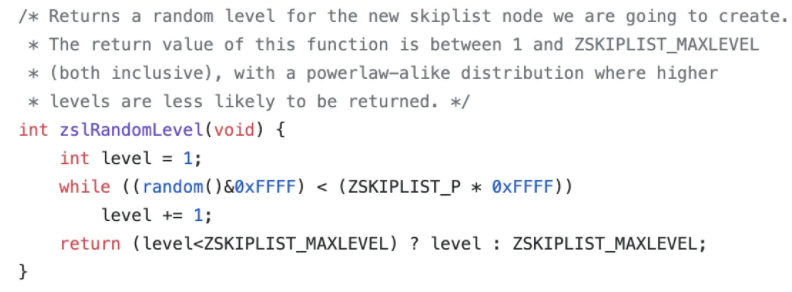 /* Returns a random level for the new skiplist node we are going to create.
 * The return value of this function is between 1 and ZSKIPLIST_MAXLEVEL
 * (both inclusive), with a powerlaw-alike distribution where higher
 * levels are less likely to be returned. */
int zslRandomLevel(void) {
    int level = 1;
    while ((random()&0xFFFF) < (ZSKIPLIST_P * 0xFFFF))
        level += 1;
    return (level<ZSKIPLIST_MAXLEVEL) ? level : ZSKIPLIST_MAXLEVEL;
}